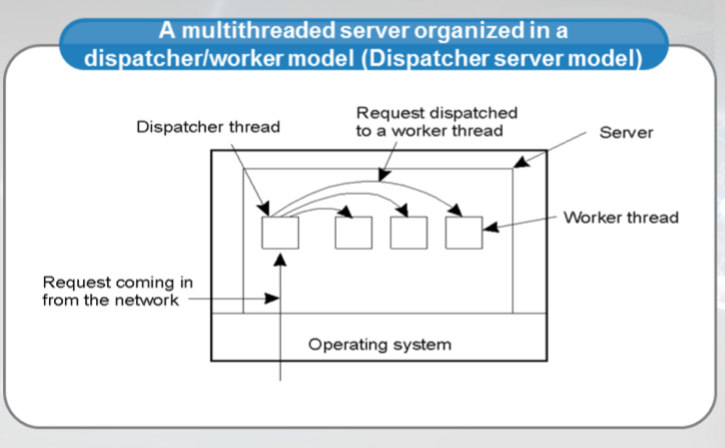 A multithreaded server organized in a
dispatcher/worker model (Dispatcher server model)
Request dispatched
to a worker thread
Dispatcher thread
Server
Worker thread
Request coming in
from the network
Operating system